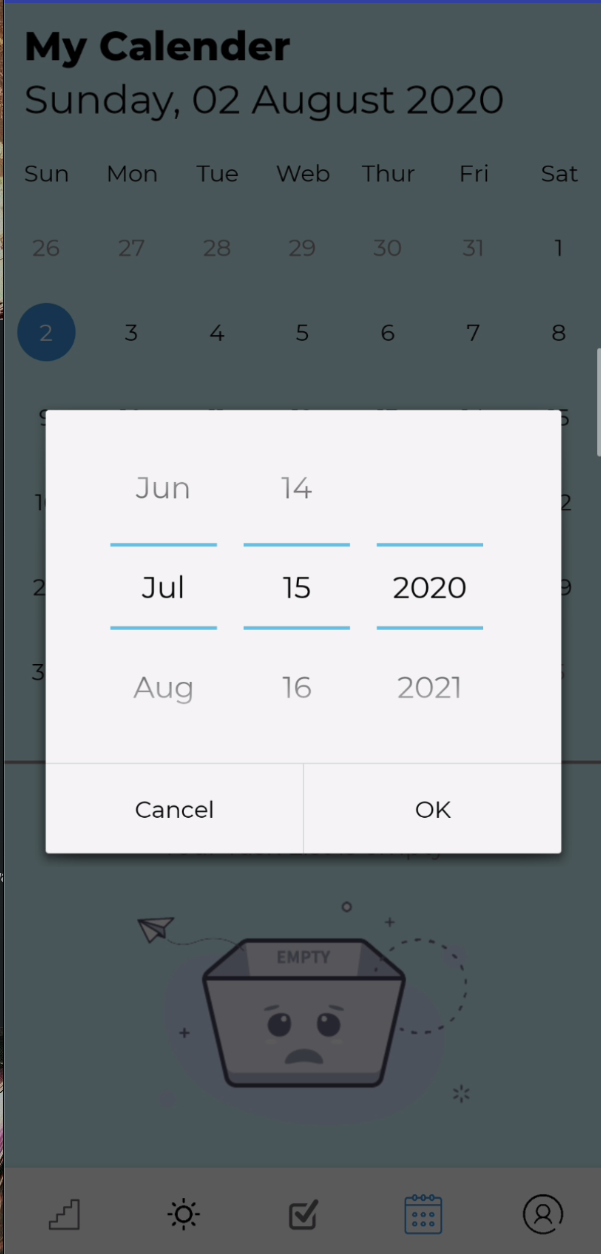 My Calender
Sunday, 02 August 2020
Sun Mon Tue Web Thur Fri Sat
26 27 28 29 30 31 1
2 3 4 5 6 7 8
Jun 14
Jul 15 2020
Aug 16 2021
Cancel OK
EMPTY